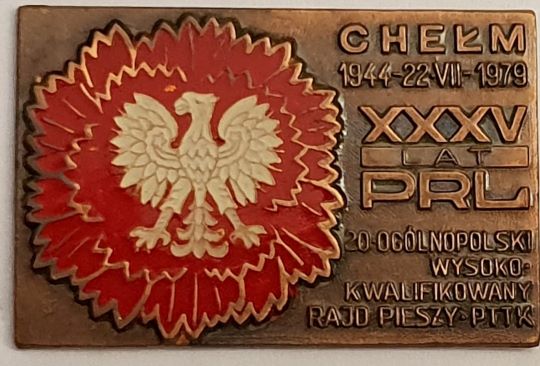 CHEŁM
1944-22·VII-1979
XXXV
LAT
PRL
20·OGÓLNOPOLSKI
WYSOKO-
KWALIFIKOWANY
RAJD PIESZY·PTTK